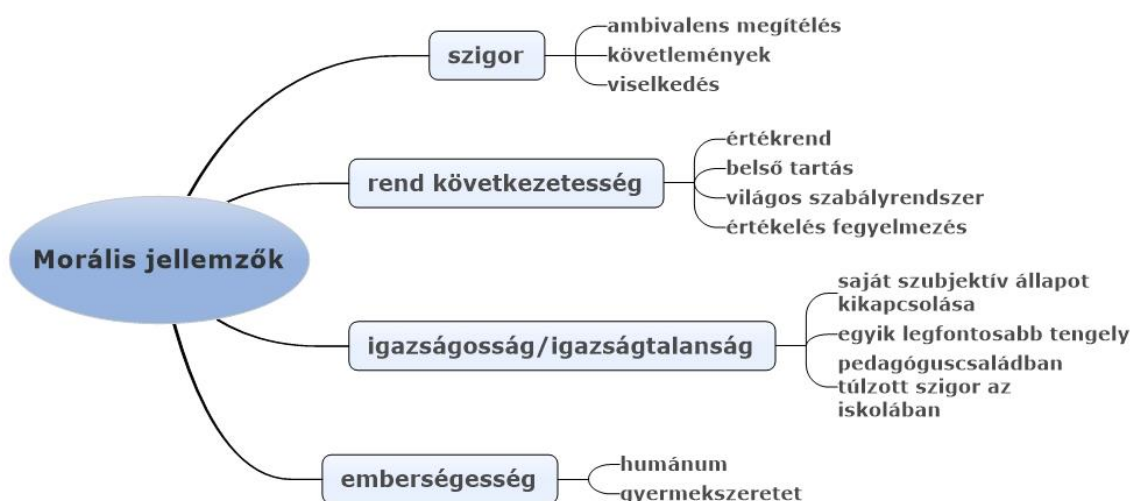 Morális jellemzők
szigor
ambivalens megítélés
követlemények
viselkedés
rend következetesség
értékrend
belső tartás
világos szabályrendszer
értékelés fegyelmezés
igazságosság/igazságtalanság
saját szubjektív állapot
kikapcsolása
egyik legfontosabb tengely
pedagóguscsaládban
túlzott szigor az
iskolában
emberségesség
humánum
gyermekszeretet